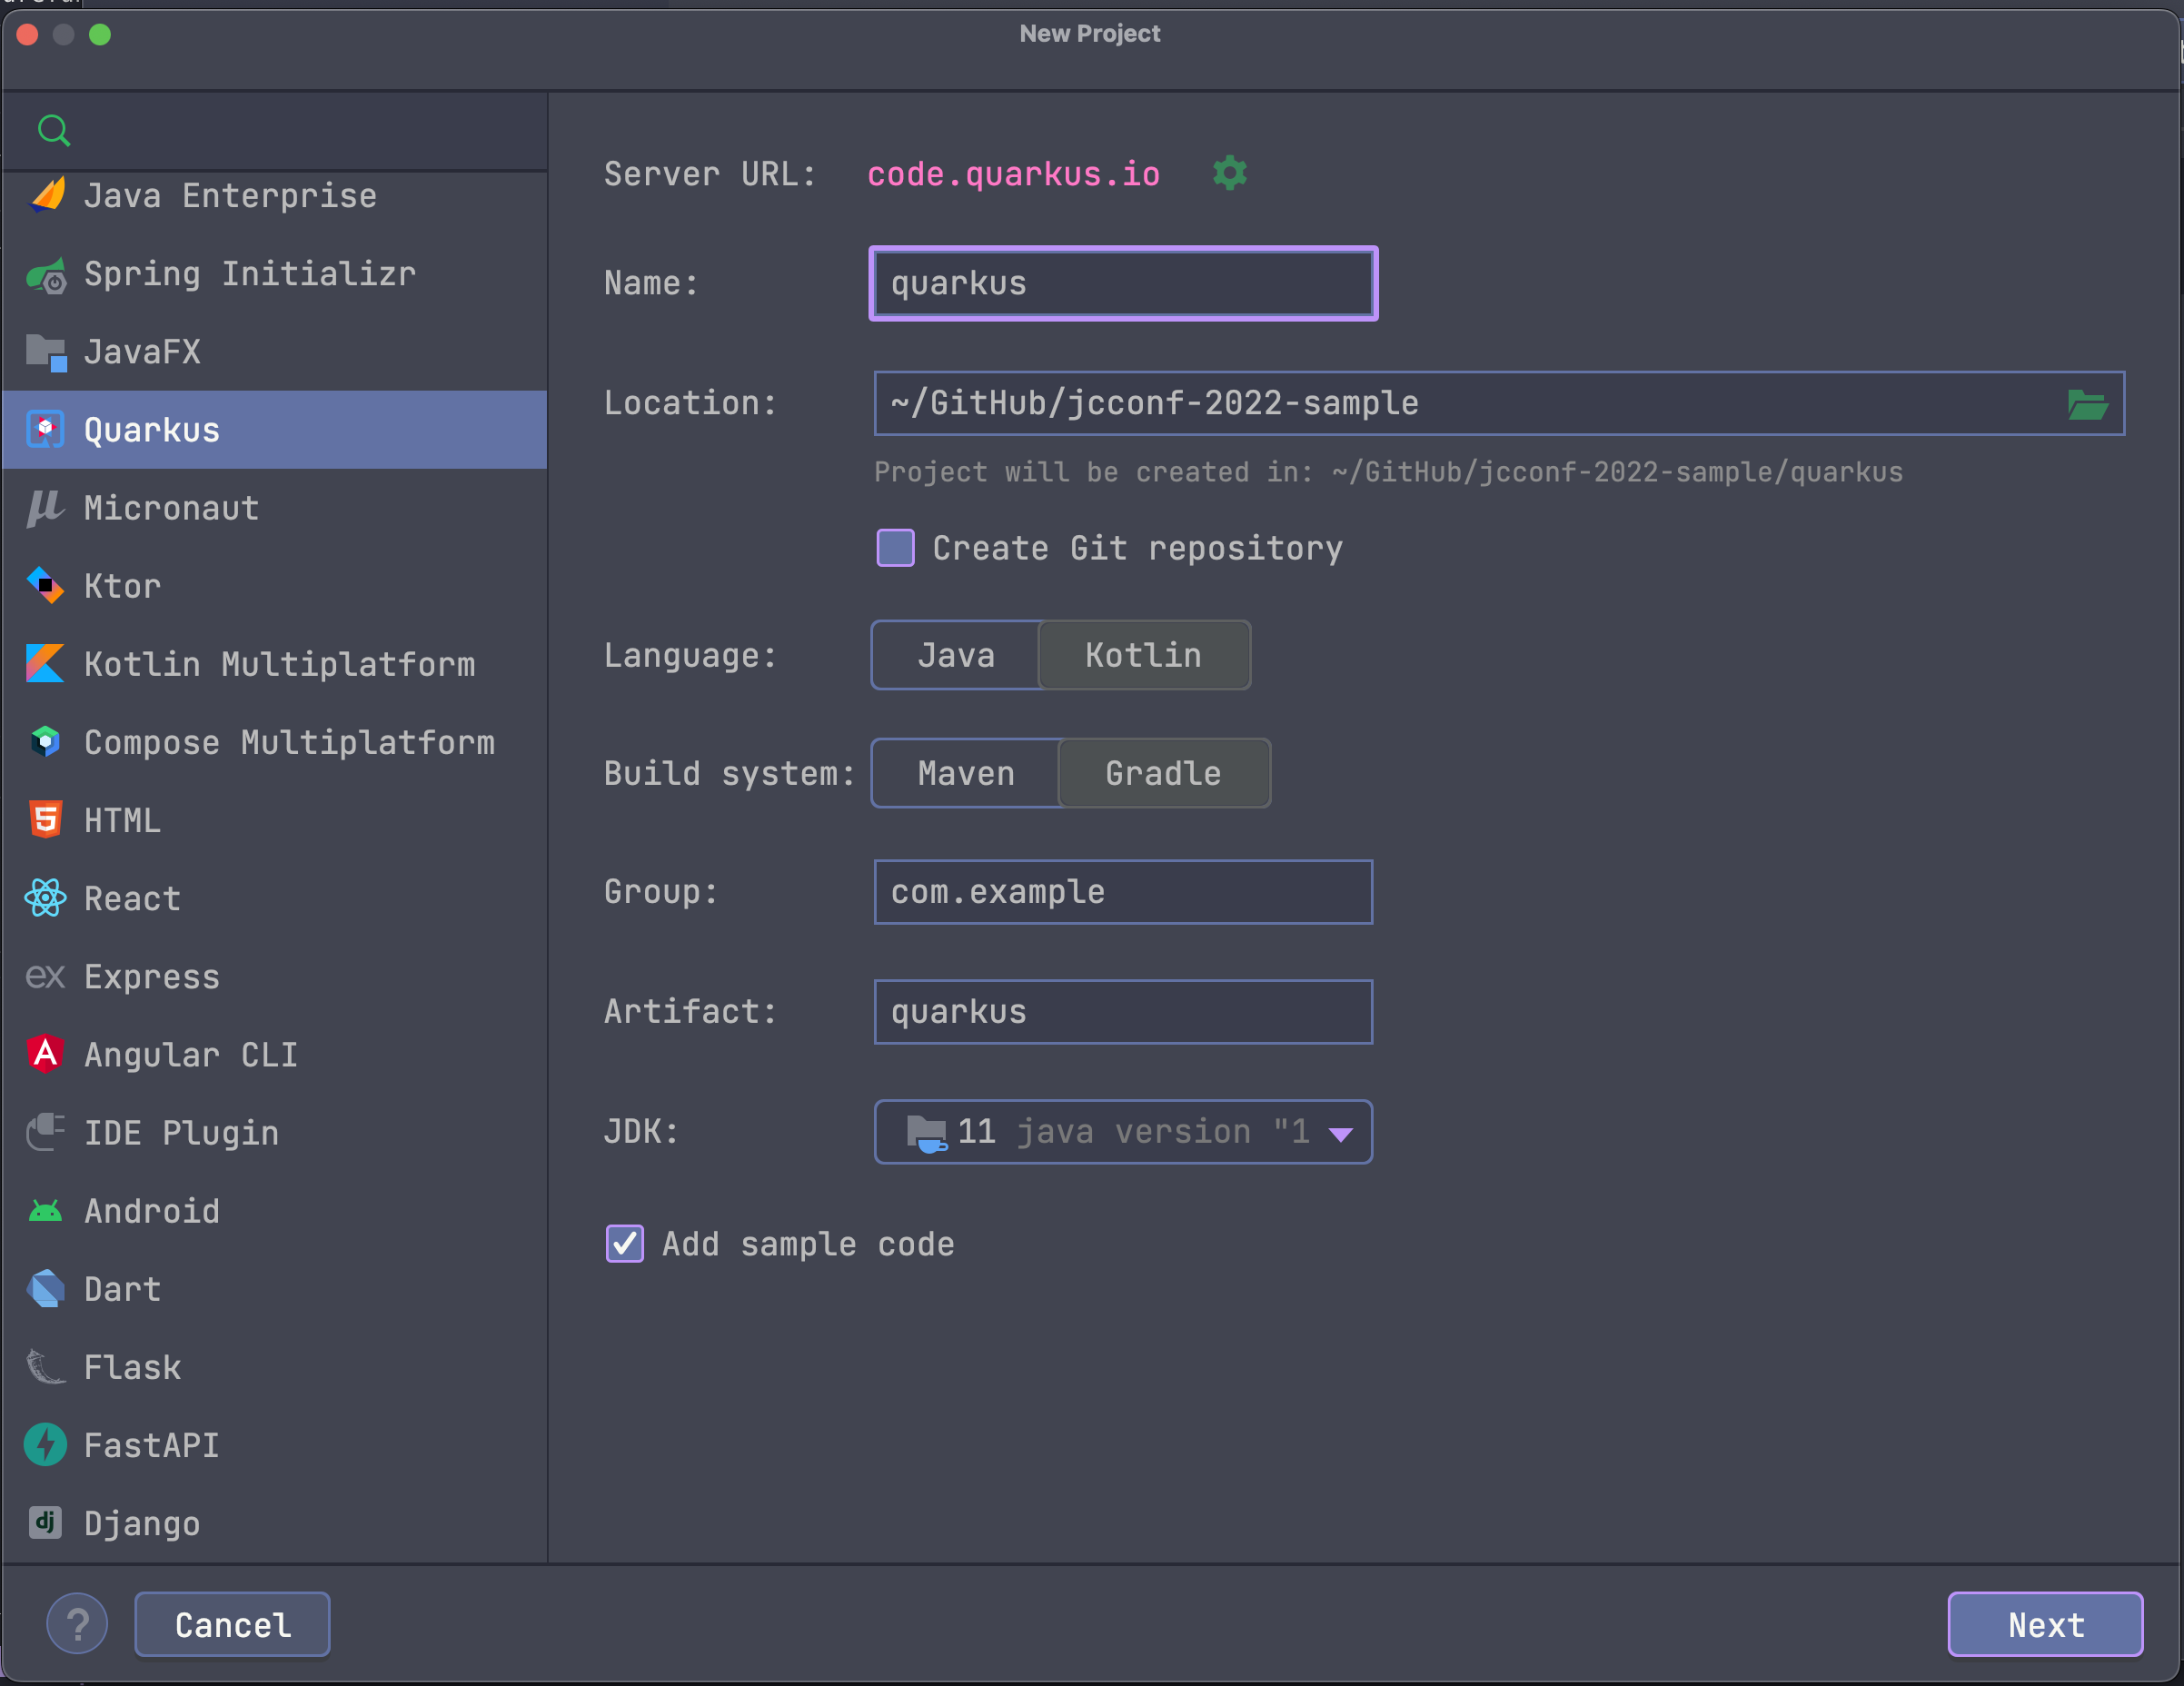 New Project
Java Enterprise
Spring Initializr
JavaFX
Quarkus
Micronaut
Ktor
Kotlin Multiplatform
Compose Multiplatform
HTML
React
ex Express
Angular CLI
IDE Plugin
Android
Dart
Flask
FastAPI
dj Django
Server URL: code.quarkus.io
Name: quarkus
Location: ~/GitHub/jcconf-2022-sample
Project will be created in: ~/GitHub/jcconf-2022-sample/quarkus
Create Git repository
Language: Java Kotlin
Build system: Maven Gradle
Group: com.example
Artifact: quarkus
JDK: 11 java version "1
Add sample code
? Cancel Next